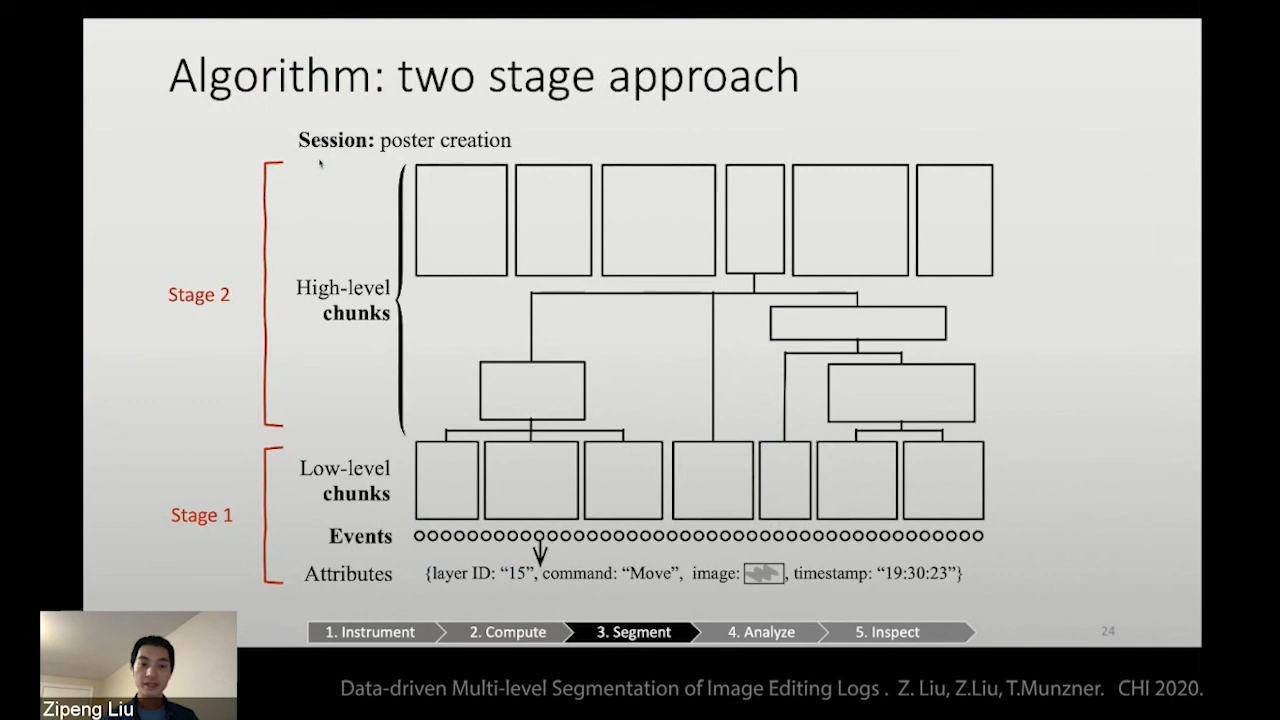 Algorithm: two stage approach
Session: poster creation
Stage 2
High-level
chunks
Low-level
chunks
Stage 1
Events
Attributes
{layer ID: “15”, command: “Move”, image: , timestamp: “19:30:23”}
1. Instrument
2. Compute
3. Segment
4. Analyze
5. Inspect
24
Zipeng Liu
Data-driven Multi-level Segmentation of Image Editing Logs . Z. Liu, Z.Liu, T.Munzner. CHI 2020.